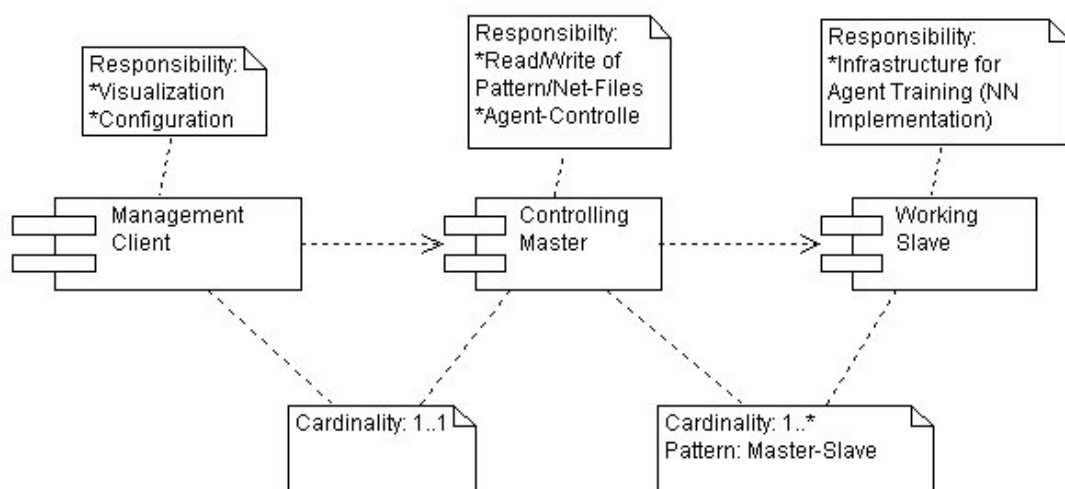 Responsibility:
*Visualization
*Configuration
Responsibilty:
*Read/Write of
Pattern/Net-Files
*Agent-Controlle
Responsibility:
*Infrastructure for
Agent Training (NN
Implementation)
Management
Client
Controlling
Master
Working
Slave
Cardinality: 1..1
Cardinality: 1..*
Pattern: Master-Slave